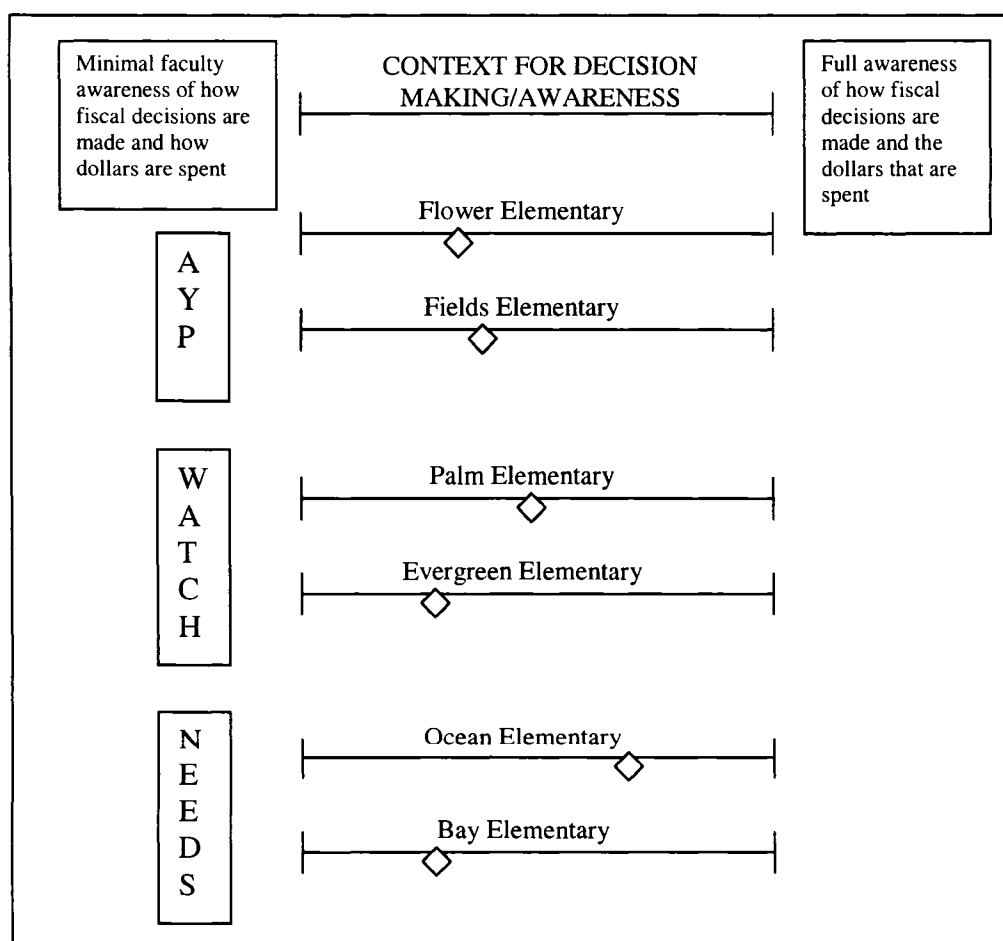 Minimal faculty
awareness of how
fiscal decisions are
made and how
dollars are spent
CONTEXT FOR DECISION
MAKING/AWARENESS
Full awareness
of how fiscal
decisions are
made and the
dollars that are
spent
A
Y
P
Flower Elementary
Fields Elementary
W
A
T
C
H
Palm Elementary
Evergreen Elementary
N
E
E
D
S
Ocean Elementary
Bay Elementary